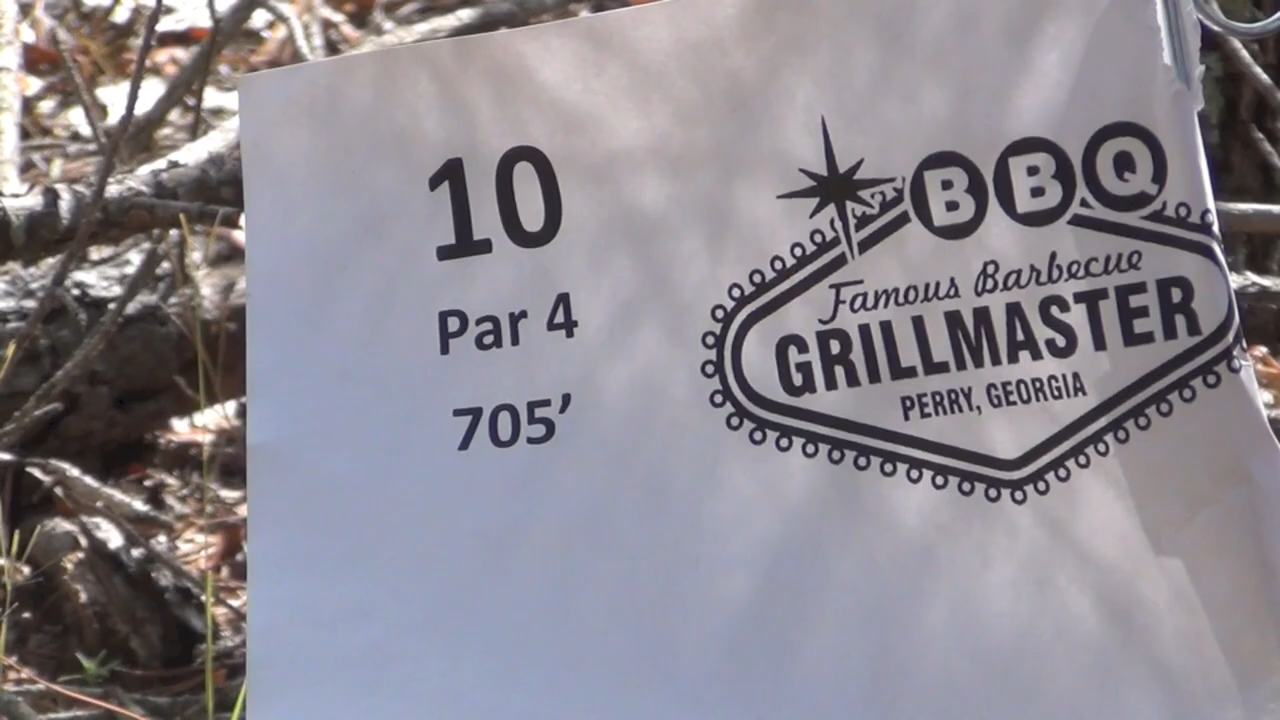 10
Par 4
705’
BBQ
Famous Barbecue
GRILLMASTER
PERRY, GEORGIA